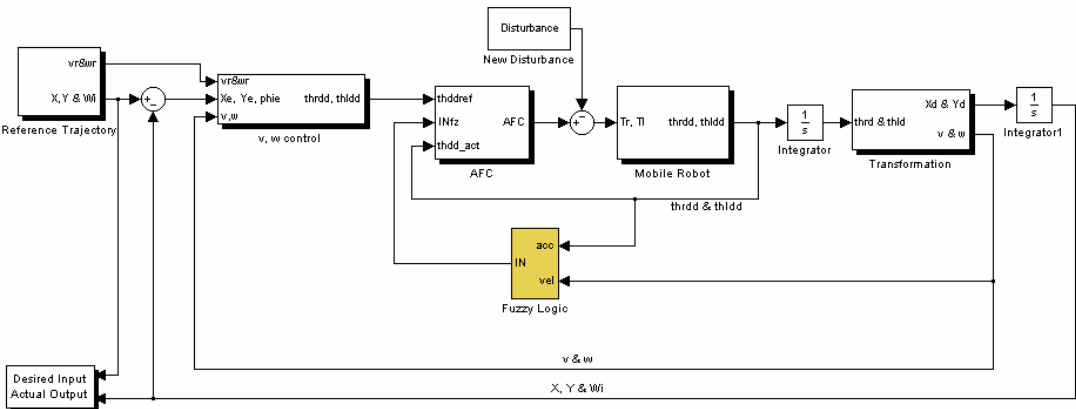 Disturbance
New Disturbance
vr&wr
X,Y & Wi
Reference Trajectory
+
−
vr&wr
Xe, Ye, phie
v,w
thrdd, thldd
v, w control
thddref
INfz
thdd_act
AFC
AFC
+
−
Tr, Tl
thrdd, thldd
Mobile Robot
1
s
Integrator
thrd & thld
Xd & Yd
v & w
Transformation
1
s
Integrator1
thrdd & thldd
acc
IN
vel
Fuzzy Logic
v & w
X, Y & Wi
Desired Input
Actual Output